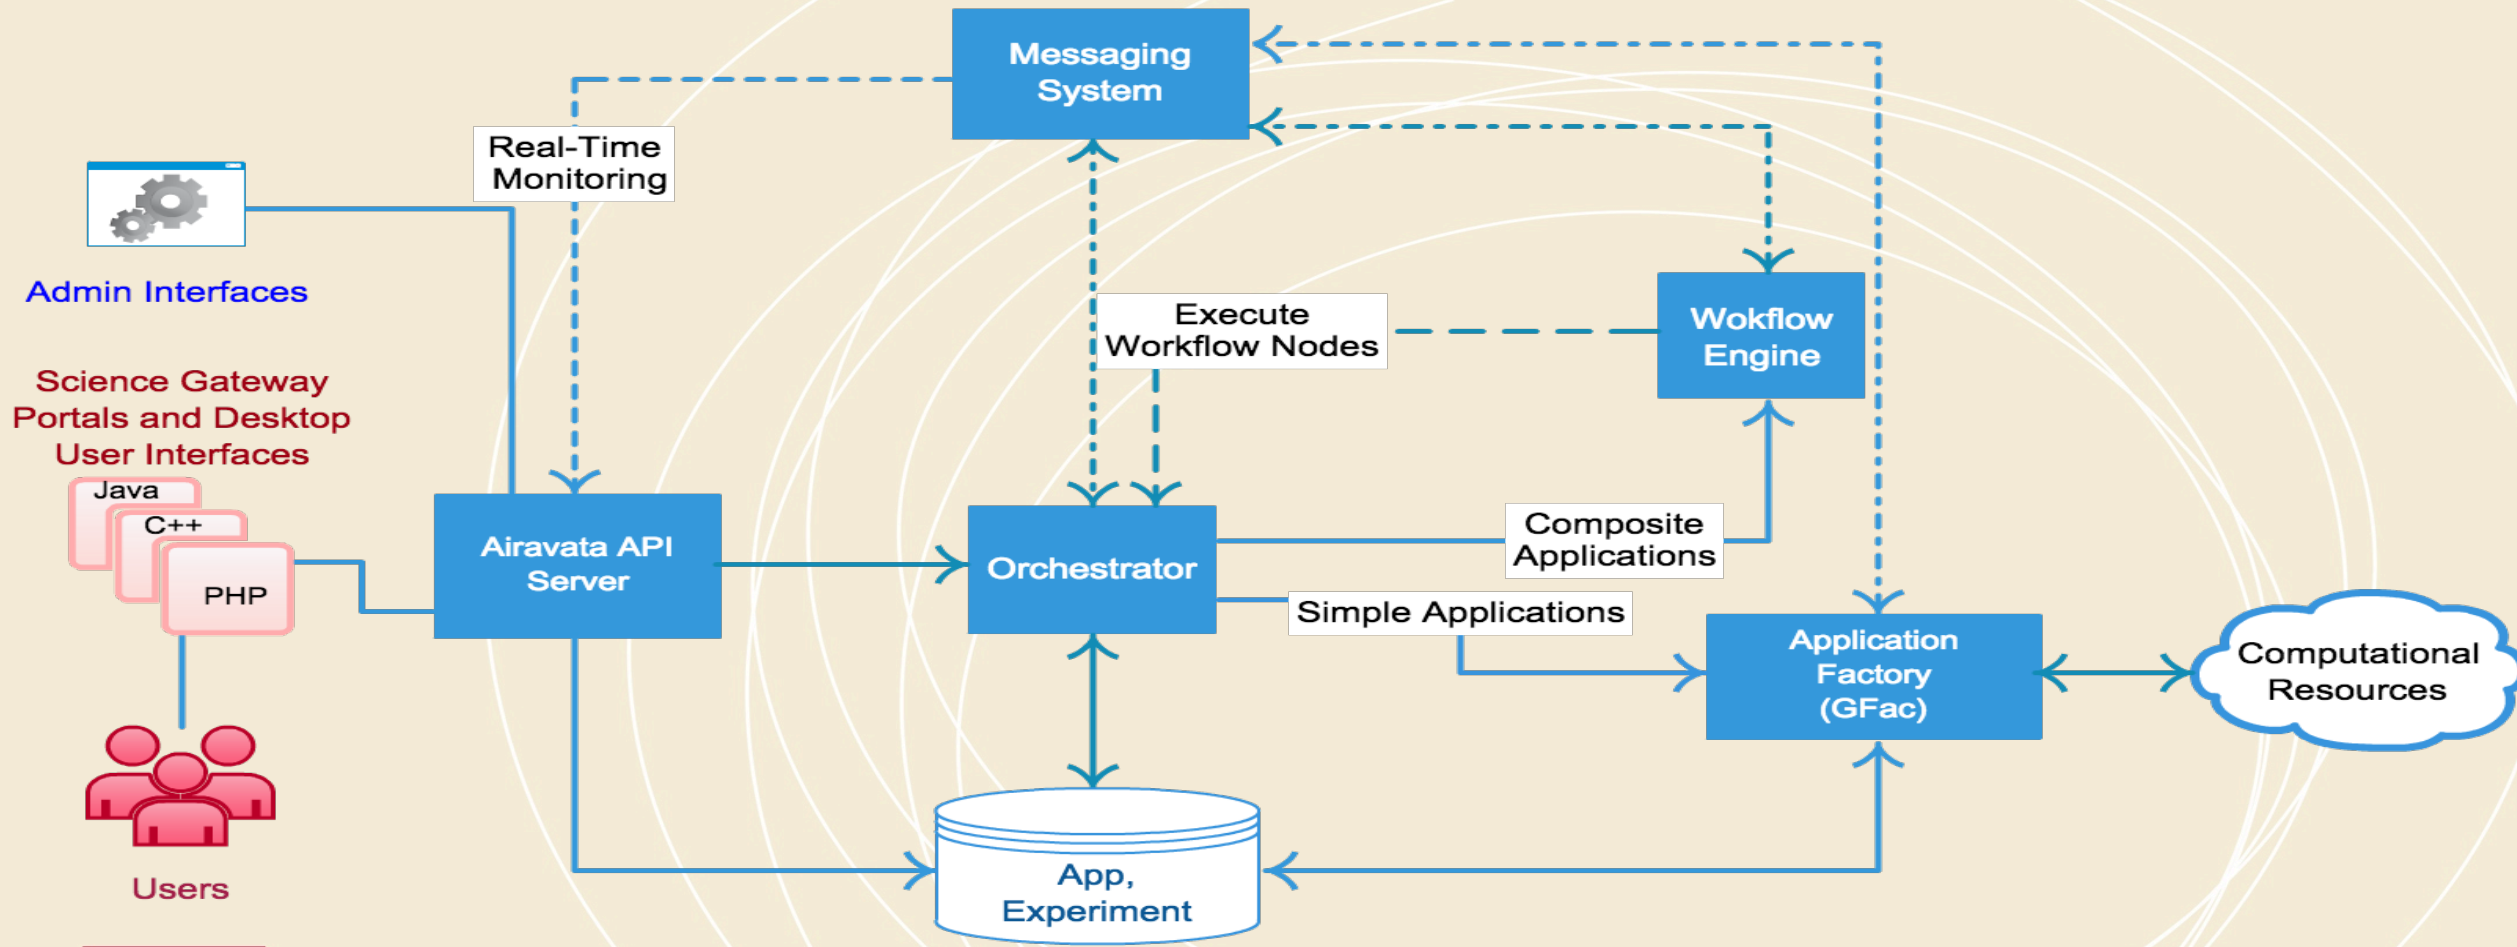 Messaging
System
Real-Time
Monitoring
Admin Interfaces
Execute
Workflow Nodes
Wokflow
Engine
Science Gateway
Portals and Desktop
User Interfaces
Java
C++
PHP
Airavata API
Server
Orchestrator
Composite
Applications
Simple Applications
Application
Factory
(GFac)
Computational
Resources
Users
App,
Experiment